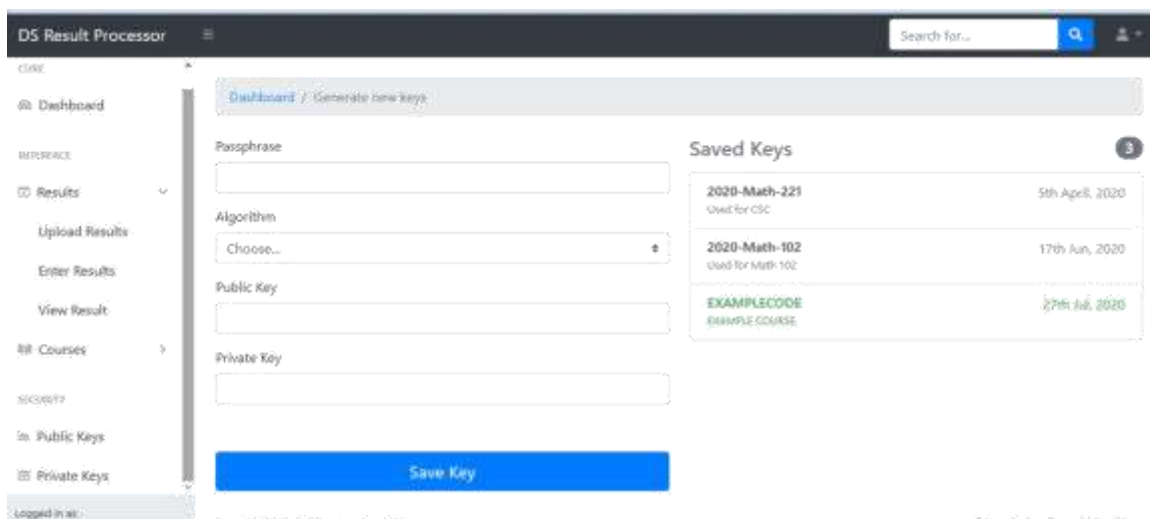 DS Result Processor
Search for...
CORE
Dashboard
Dashboard / Generate new keys
REFERENCE
Results
Upload Results
Enter Results
View Result
Courses
SECURITY
Public Keys
Private Keys
Logged in as:
Passphrase
Algorithm
Choose...
Public Key
Private Key
Save Key
Saved Keys 3
2020-Math-221 5th April, 2020
Used for CSC
2020-Math-102 17th Jun, 2020
Used for Math 102
EXAMPLECODE 27th Jul, 2020
EXAMPLE COURSE